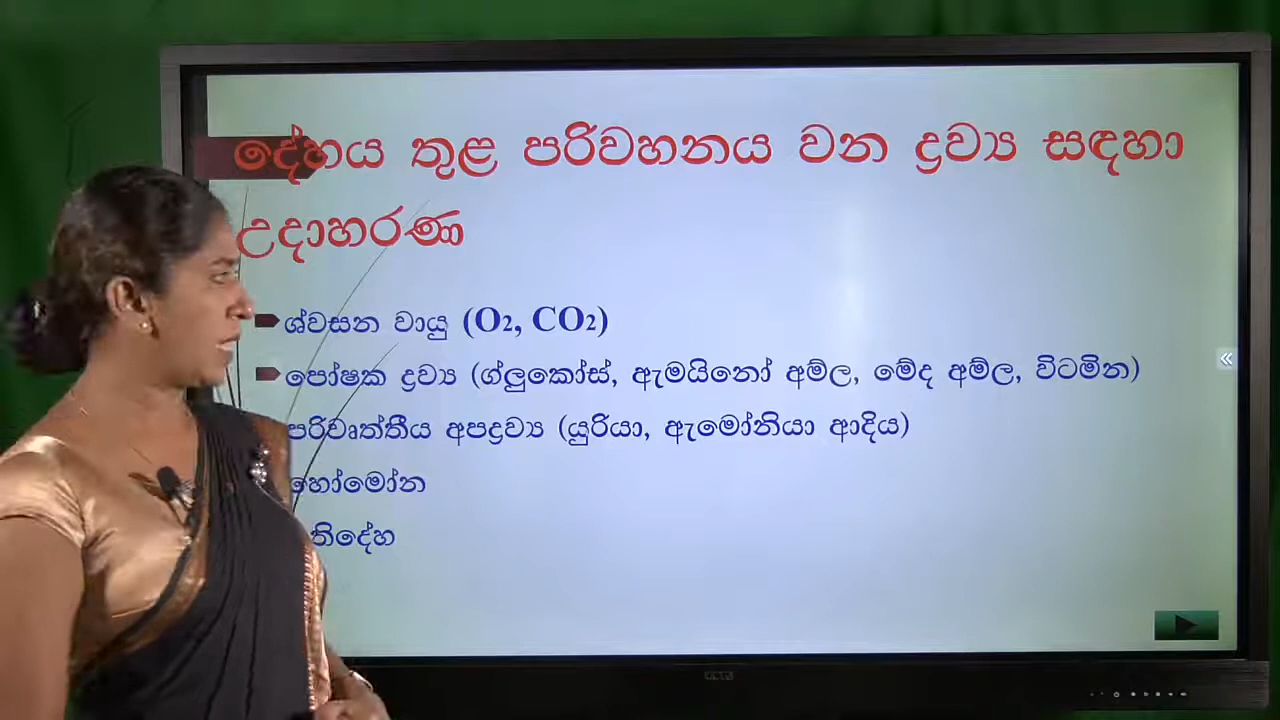 දේහය තුළ පරිවහනය වන ද්‍රව්‍ය සඳහා
උදාහරණ
ශ්වසන වායු (O₂, CO₂)
පෝෂක ද්‍රව්‍ය (ග්ලුකෝස්, ඇමයිනෝ අම්ල, මේද අම්ල, විටමින)
පරිවෘත්තීය අපද්‍රව්‍ය (යුරියා, ඇමෝනියා ආදිය)
හෝමෝන